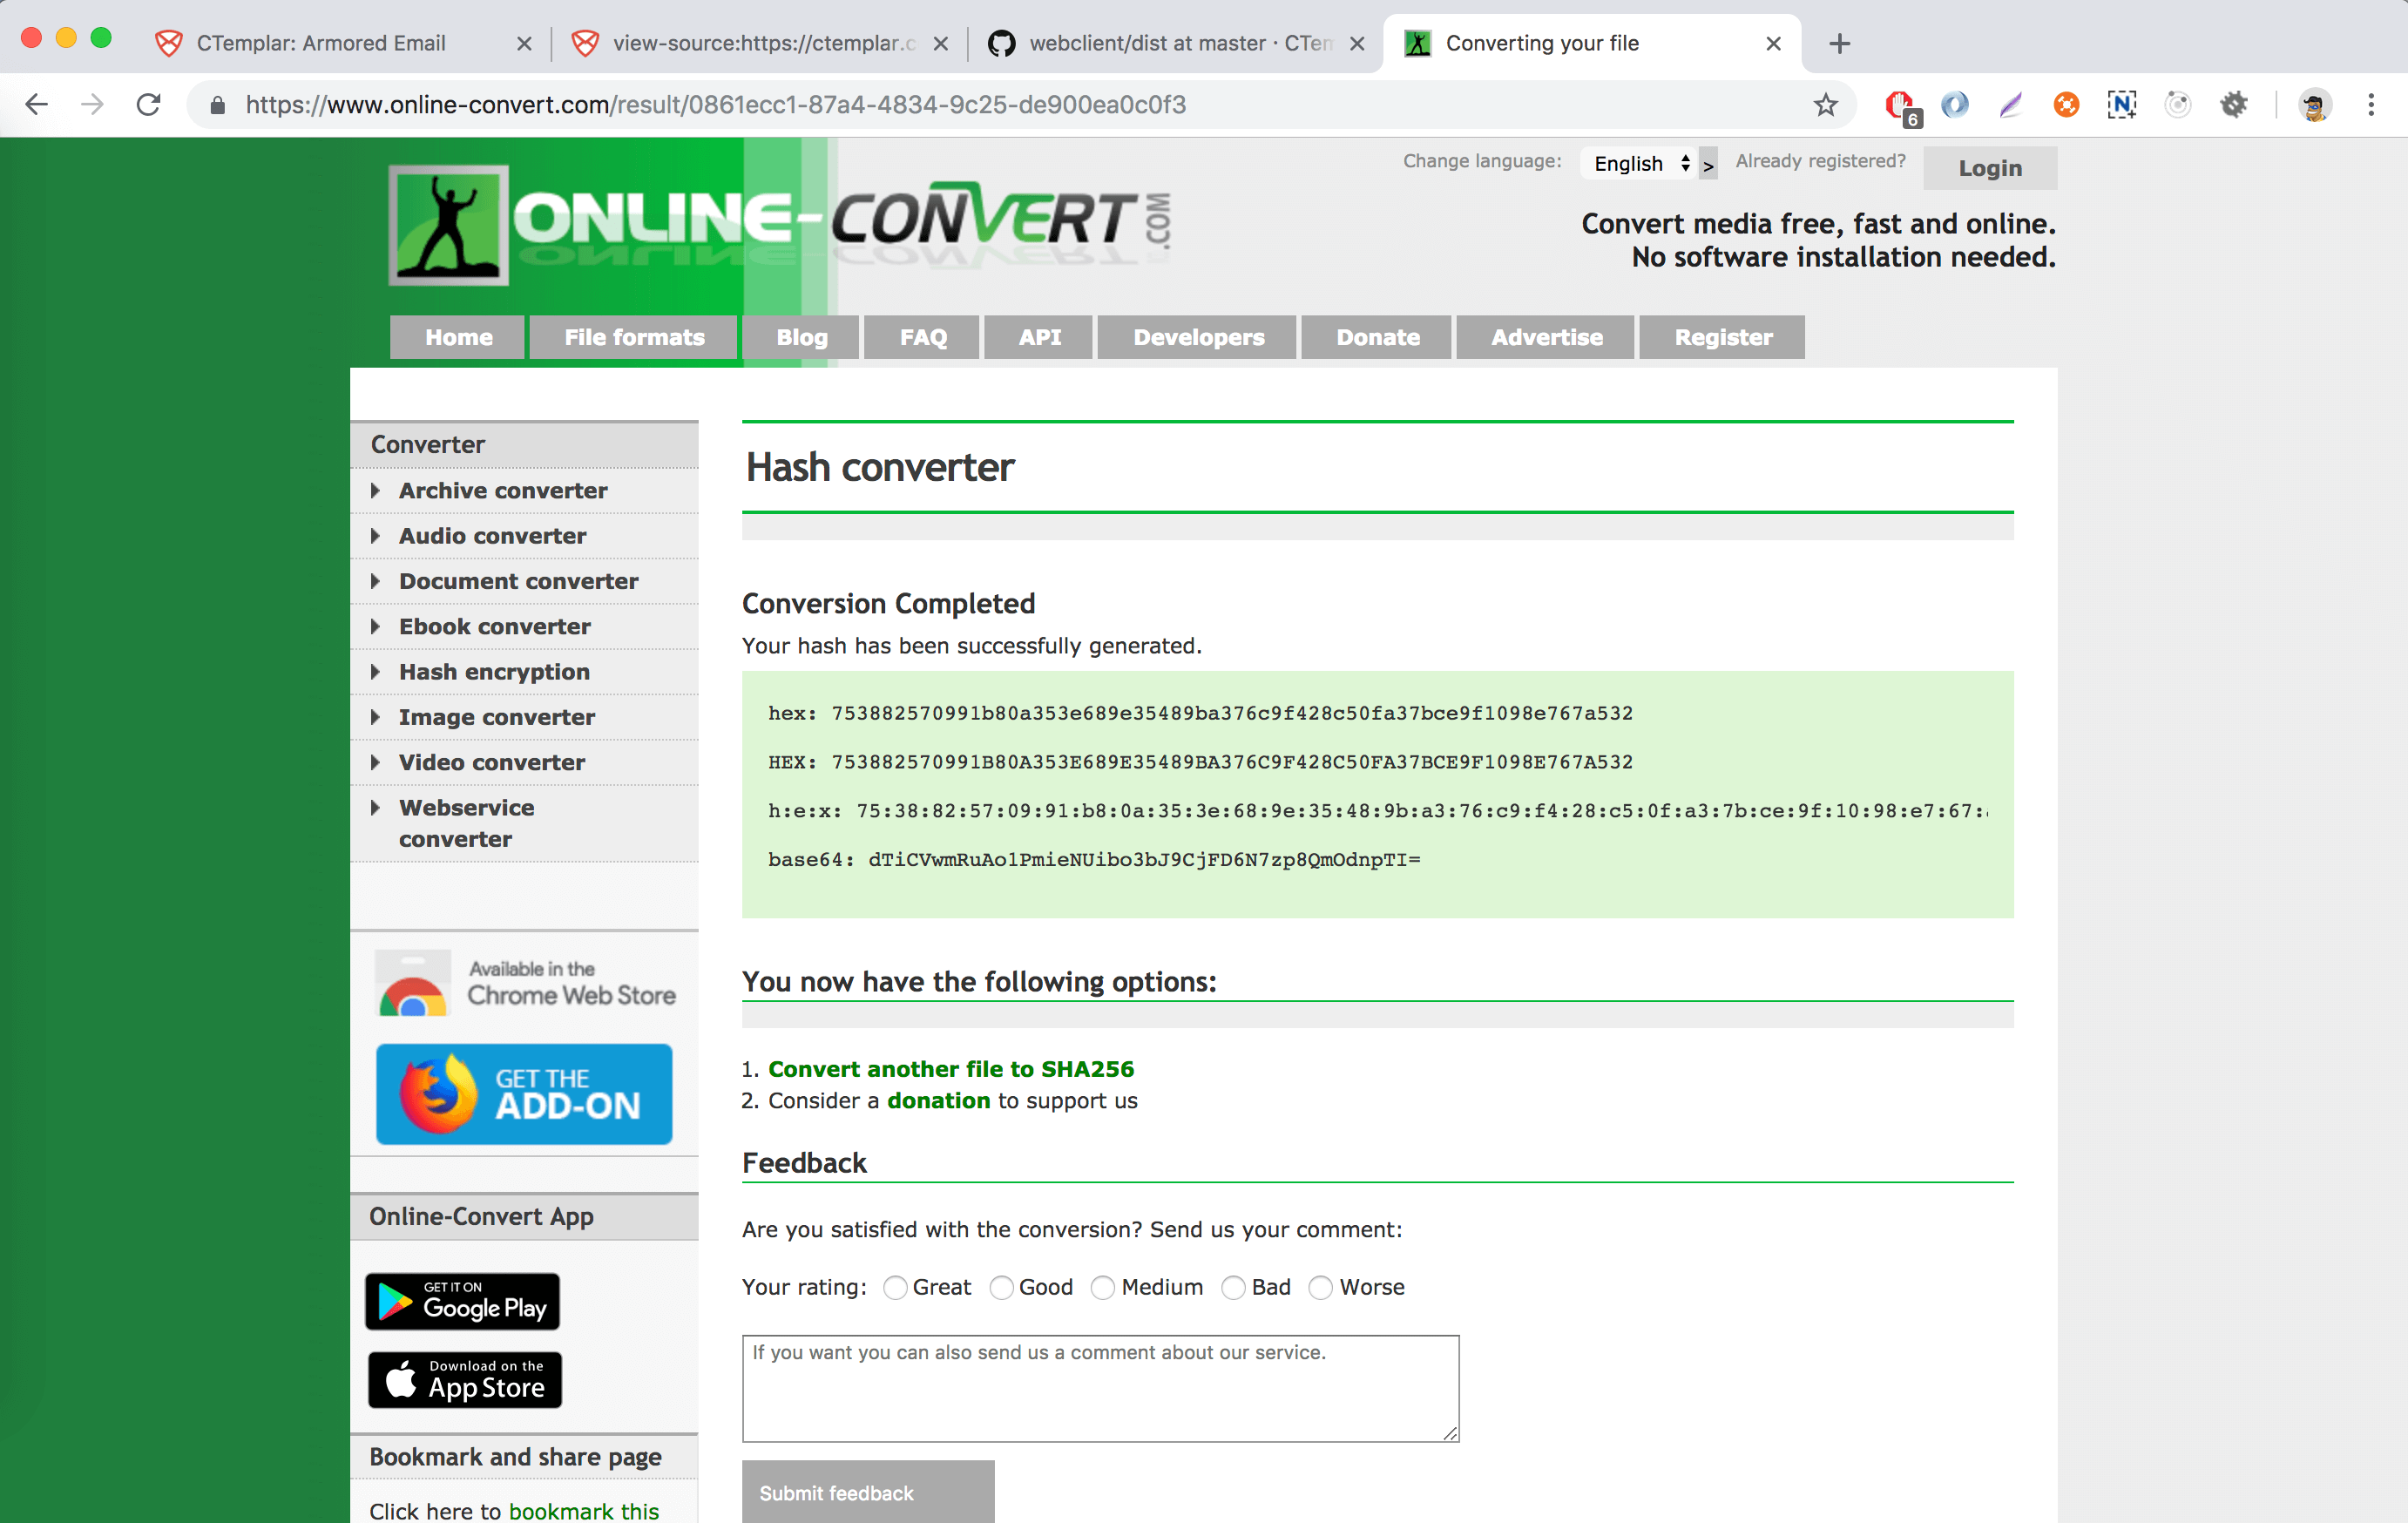 CTemplar: Armored Email
view-source:https://ctemplar.c
webclient/dist at master · CTem
Converting your file
https://www.online-convert.com/result/0861ecc1-87a4-4834-9c25-de900ea0c0f3
6
Change language:
English
>
Already registered?
Login
ONLINE-CONVERT.COM
Convert media free, fast and online.
No software installation needed.
Home
File formats
Blog
FAQ
API
Developers
Donate
Advertise
Register
Converter
Archive converter
Audio converter
Document converter
Ebook converter
Hash encryption
Image converter
Video converter
Webservice
converter
Available in the
Chrome Web Store
GET THE
ADD-ON
Online-Convert App
GET IT ON
Google Play
Download on the
App Store
Bookmark and share page
Click here to bookmark this
Hash converter
Conversion Completed
Your hash has been successfully generated.
hex: 753882570991b80a353e689e35489ba376c9f428c50fa37bce9f1098e767a532
HEX: 753882570991B80A353E689E35489BA376C9F428C50FA37BCE9F1098E767A532
h:e:x: 75:38:82:57:09:91:b8:0a:35:3e:68:9e:35:48:9b:a3:76:c9:f4:28:c5:0f:a3:7b:ce:9f:10:98:e7:67:
base64: dTiCVwmRuAo1PmieNUibo3bJ9CjFD6N7zp8QmOdnpTI=
You now have the following options:
1. Convert another file to SHA256
2. Consider a donation to support us
Feedback
Are you satisfied with the conversion? Send us your comment:
Your rating: Great Good Medium Bad Worse
If you want you can also send us a comment about our service.
Submit feedback